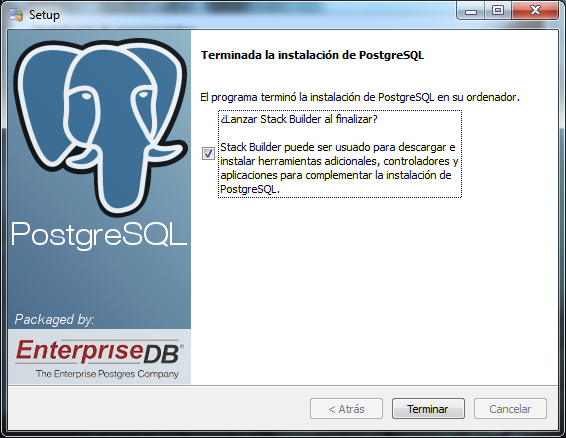 Setup
Terminada la instalación de PostgreSQL
El programa terminó la instalación de PostgreSQL en su ordenador.
¿Lanzar Stack Builder al finalizar?
Stack Builder puede ser usado para descargar e
instalar herramientas adicionales, controladores y
aplicaciones para complementar la instalación de
PostgreSQL.
PostgreSQL
Packaged by:
EnterpriseDB
The Enterprise Postgres Company
< Atrás
Terminar
Cancelar